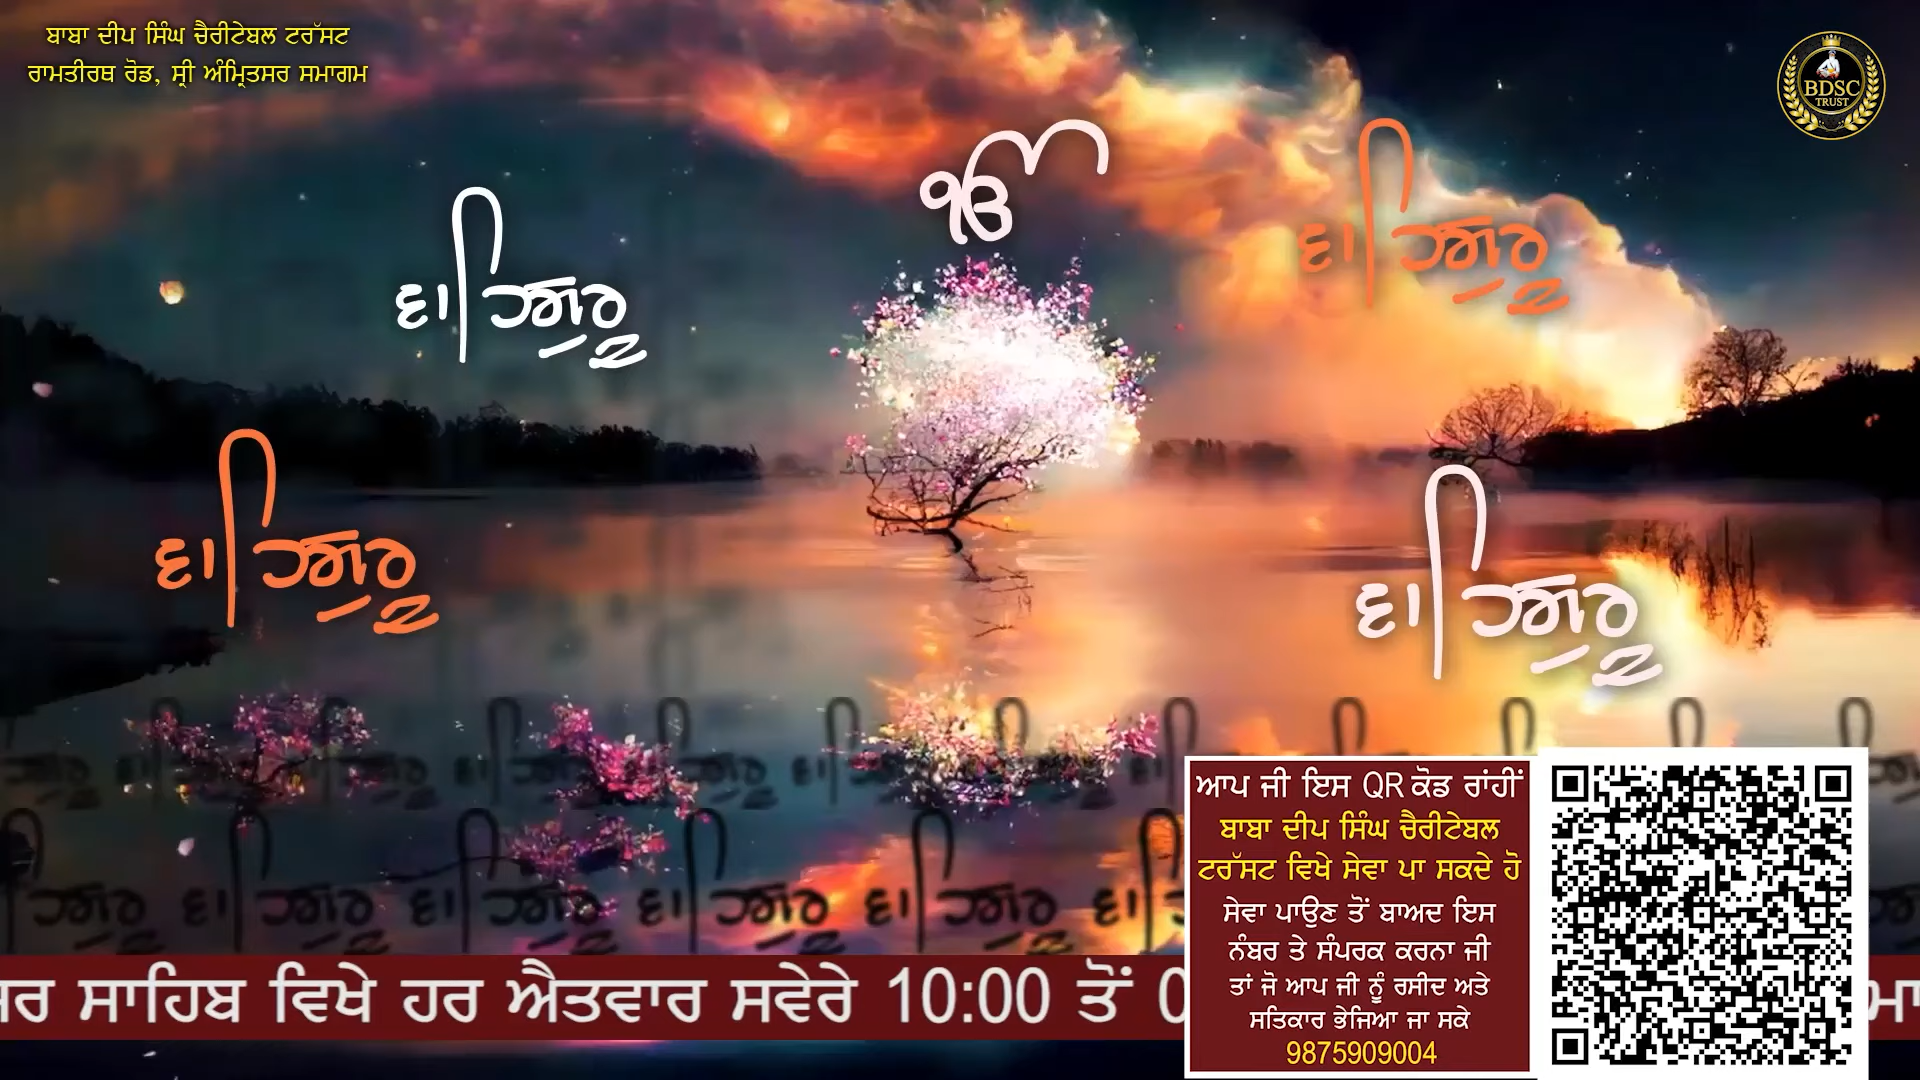 ਬਾਬਾ ਦੀਪ ਸਿੰਘ ਚੈਰੀਟੇਬਲ ਟਰੱਸਟ
ਰਾਮਤੀਰਥ ਰੋਡ, ਸ੍ਰੀ ਅੰਮ੍ਰਿਤਸਰ ਸਮਾਗਮ
BDSC
TRUST
ੴ
ਵਾਹਿਗੁਰੂ
ਵਾਹਿਗੁਰੂ
ਵਾਹਿਗੁਰੂ
ਵਾਹਿਗੁਰੂ
ਵਾਹਿਗੁਰੂ ਵਾਹਿਗੁਰੂ ਵਾਹਿਗੁਰੂ ਵਾਹਿਗੁਰੂ ਵਾਹਿਗੁਰੂ
ਵਾਹਿਗੁਰੂ ਵਾਹਿਗੁਰੂ ਵਾਹਿਗੁਰੂ
ਆਪ ਜੀ ਇਸ QR ਕੋਡ ਰਾਂਹੀਂ
ਬਾਬਾ ਦੀਪ ਸਿੰਘ ਚੈਰੀਟੇਬਲ
ਟਰੱਸਟ ਵਿਖੇ ਸੇਵਾ ਪਾ ਸਕਦੇ ਹੋ
ਸੇਵਾ ਪਾਉਣ ਤੋਂ ਬਾਅਦ ਇਸ
ਨੰਬਰ ਤੇ ਸੰਪਰਕ ਕਰਨਾ ਜੀ
ਤਾਂ ਜੋ ਆਪ ਜੀ ਨੂੰ ਰਸੀਦ ਅਤੇ
ਸਤਿਕਾਰ ਭੇਜਿਆ ਜਾ ਸਕੇ
9875909004
ਸਾਹਿਬ ਵਿਖੇ ਹਰ ਐਤਵਾਰ ਸਵੇਰੇ 10:00 ਤੋਂ